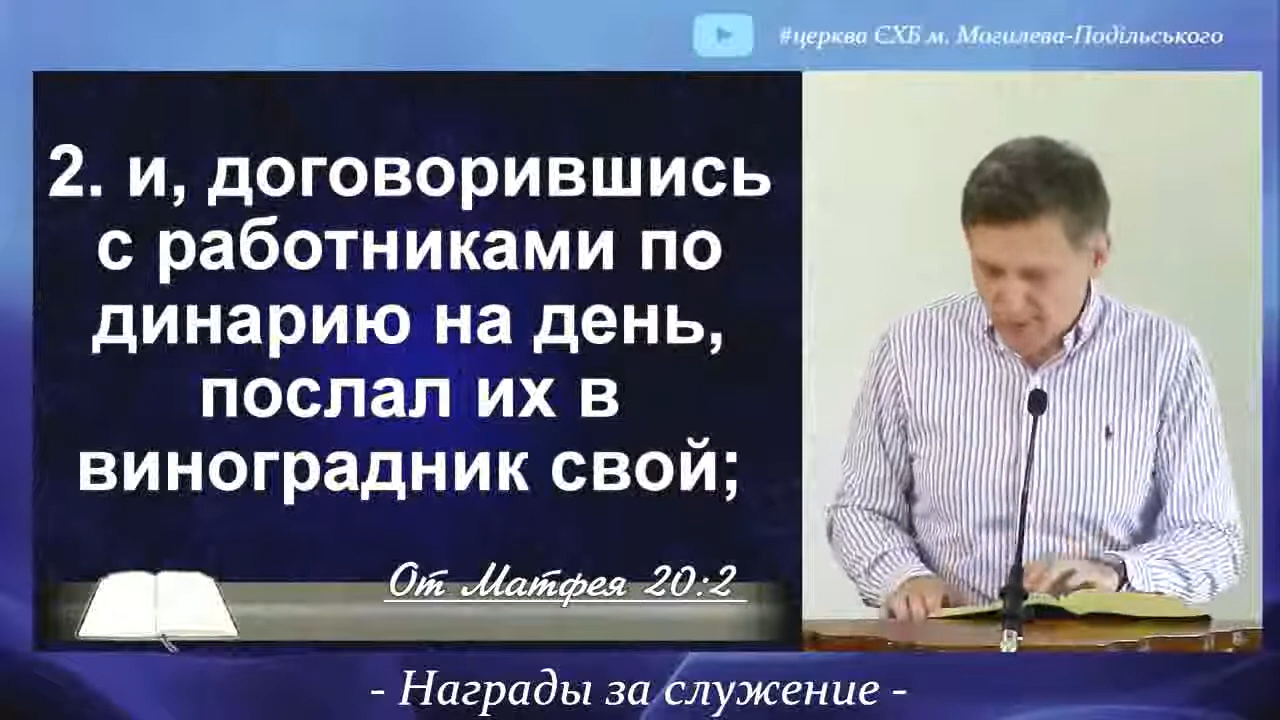 #церква ЄХБ м. Могилева-Подільського
2. и, договорившись
с работниками по
динарию на день,
послал их в
виноградник свой;
От Матфея 20:2
- Награды за служение -